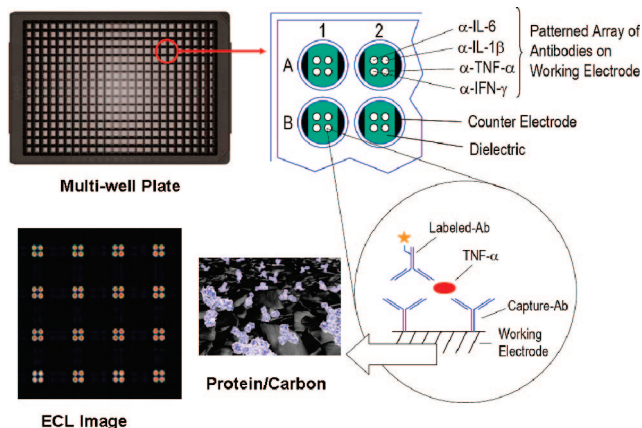 1 2
α-IL-6
α-IL-1β
α-TNF-α
α-IFN-γ
Patterned Array of
Antibodies on
Working Electrode
A
B
Counter Electrode
Dielectric
Multi-well Plate
Labeled-Ab
TNF-α
Capture-Ab
Working
Electrode
Protein/Carbon
ECL Image